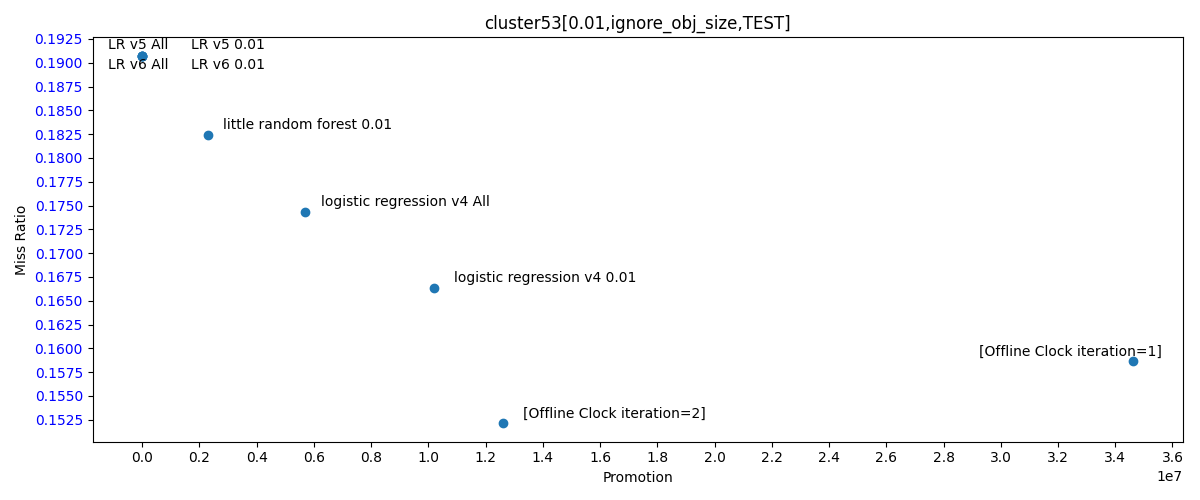 cluster53[0.01,ignore_obj_size,TEST]
0.1925
0.1900
0.1875
0.1850
0.1825
0.1800
0.1775
0.1750
0.1725
0.1700
0.1675
0.1650
0.1625
0.1600
0.1575
0.1550
0.1525
Miss Ratio
LR v5 All LR v5 0.01
LR v6 All LR v6 0.01
little random forest 0.01
logistic regression v4 All
logistic regression v4 0.01
[Offline Clock iteration=1]
[Offline Clock iteration=2]
0.0 0.2 0.4 0.6 0.8 1.0 1.2 1.4 1.6 1.8 2.0 2.2 2.4 2.6 2.8 3.0 3.2 3.4 3.6
1e7
Promotion